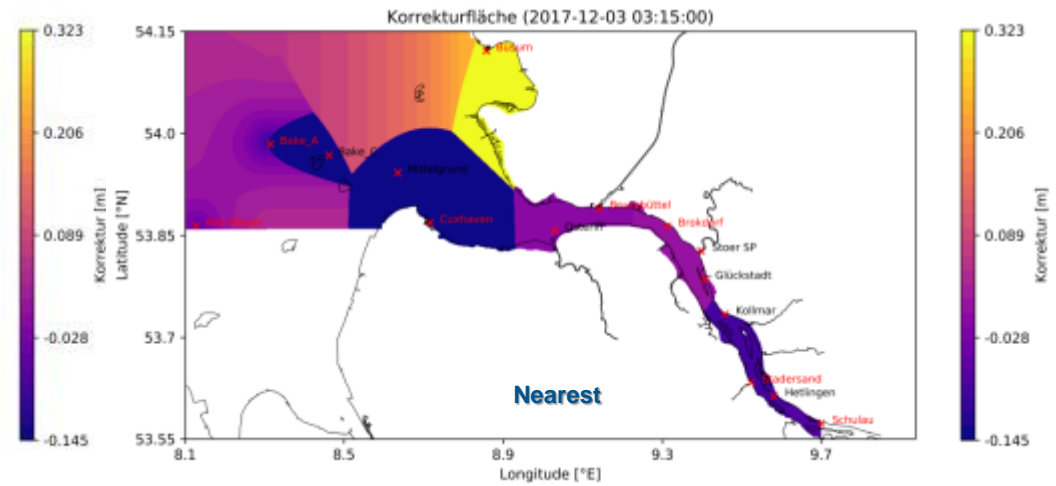 Korrekturfläche (2017-12-03 03:15:00)
0.323
0.206
0.089
-0.028
-0.145
Korrektur [m]
54.15
54.0
53.85
53.7
53.55
Latitude [°N]
Büsum
Bake_A
Mittelgrund
Cuxhaven
Brokdorf
Stoer SP
Glückstadt
Kollmar
Stadersand
Hetlingen
Schulau
Nearest
8.1
8.5
8.9
9.3
9.7
Longitude [°E]
0.323
0.206
0.089
-0.028
-0.145
Korrektur [m]